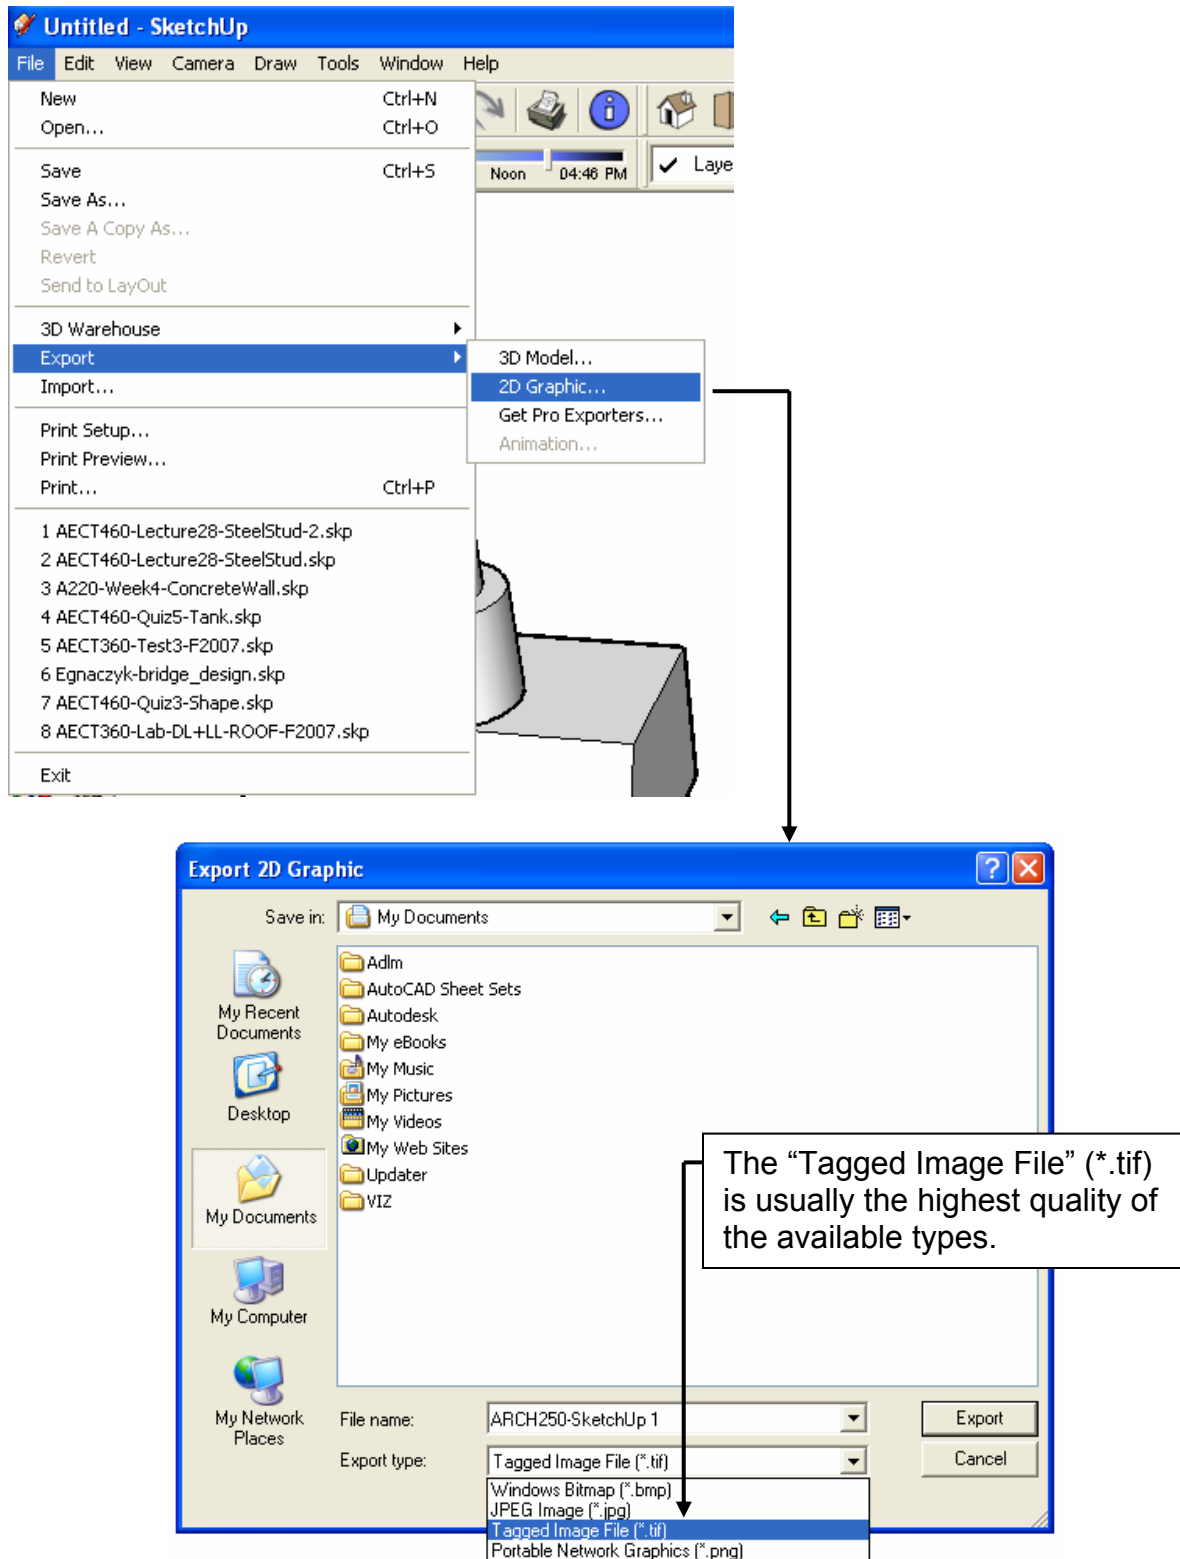 Untitled - SketchUp
File Edit View Camera Draw Tools Window Help
New Ctrl+N
Open... Ctrl+O
Noon 04:46 PM
Laye
Save Ctrl+S
Save As...
Save A Copy As...
Revert
Send to LayOut
3D Warehouse
Export
Import...
3D Model...
2D Graphic...
Get Pro Exporters...
Animation...
Print Setup...
Print Preview...
Print... Ctrl+P
1 AECT460-Lecture28-SteelStud-2.skp
2 AECT460-Lecture28-SteelStud.skp
3 A220-Week4-ConcreteWall.skp
4 AECT460-Quiz5-Tank.skp
5 AECT360-Test3-F2007.skp
6 Egnaczyk-bridge_design.skp
7 AECT460-Quiz3-Shape.skp
8 AECT360-Lab-DL+LL-ROOF-F2007.skp
Exit
Export 2D Graphic
Save in: My Documents
My Recent
Documents
Desktop
My Documents
My Computer
My Network
Places
Adlm
AutoCAD Sheet Sets
Autodesk
My eBooks
My Music
My Pictures
My Videos
My Web Sites
Updater
VIZ
The “Tagged Image File” (*.tif)
is usually the highest quality of
the available types.
File name: ARCH250-SketchUp 1 Export
Export type: Tagged Image File (*.tif) Cancel
Windows Bitmap (*.bmp)
JPEG Image (*.jpg)
Tagged Image File (*.tif)
Portable Network Graphics (*.png)